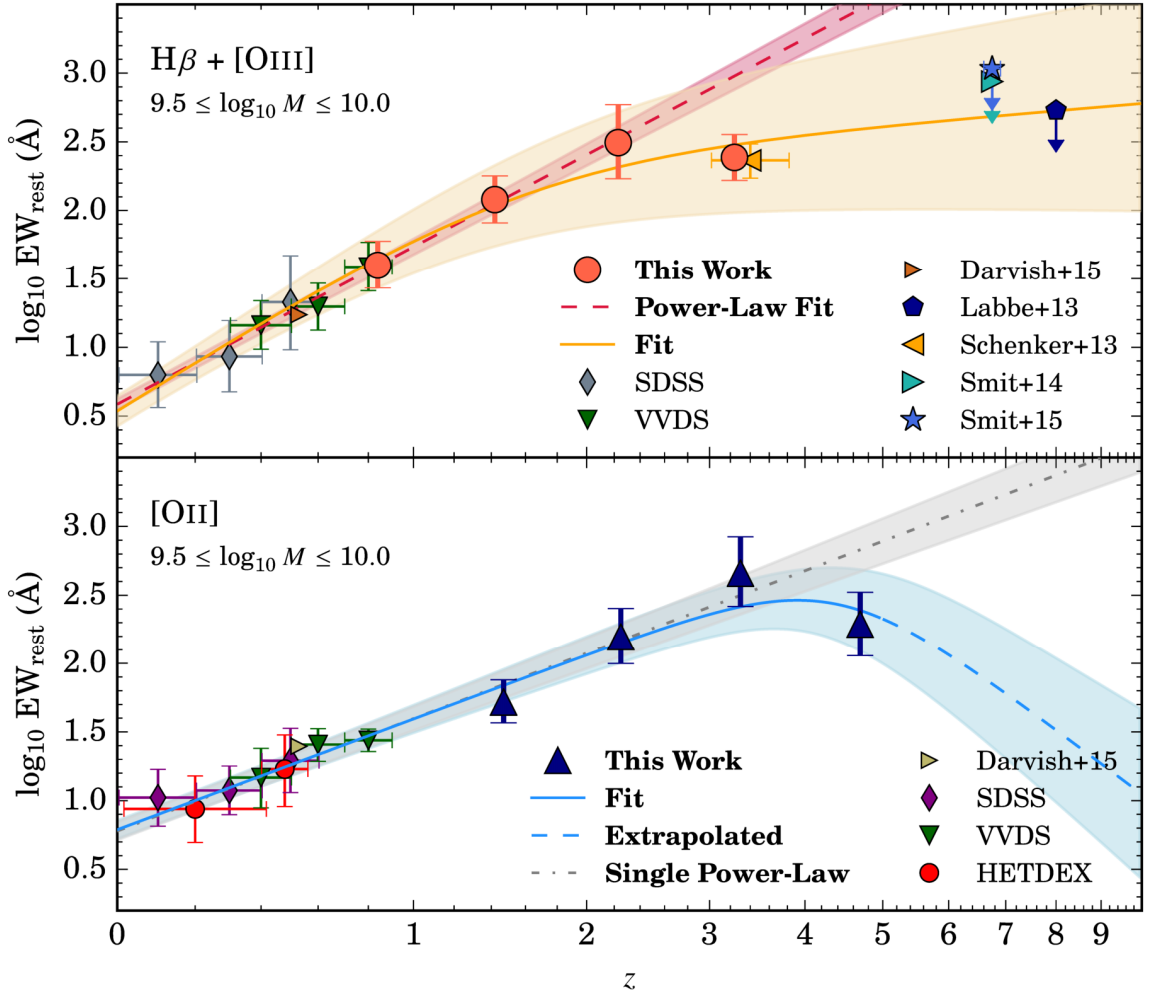 Hβ + [OIII]
9.5 ≤ log₁₀ M ≤ 10.0
log₁₀ EWrest (Å)
3.0
2.5
2.0
1.5
1.0
0.5
This Work
Power-Law Fit
Fit
SDSS
VVDS
Darvish+15
Labbe+13
Schenker+13
Smit+14
Smit+15
[OII]
9.5 ≤ log₁₀ M ≤ 10.0
log₁₀ EWrest (Å)
3.0
2.5
2.0
1.5
1.0
0.5
This Work
Fit
Extrapolated
Single Power-Law
Darvish+15
SDSS
VVDS
HETDEX
0 1 2 3 4 5 6 7 8 9
z